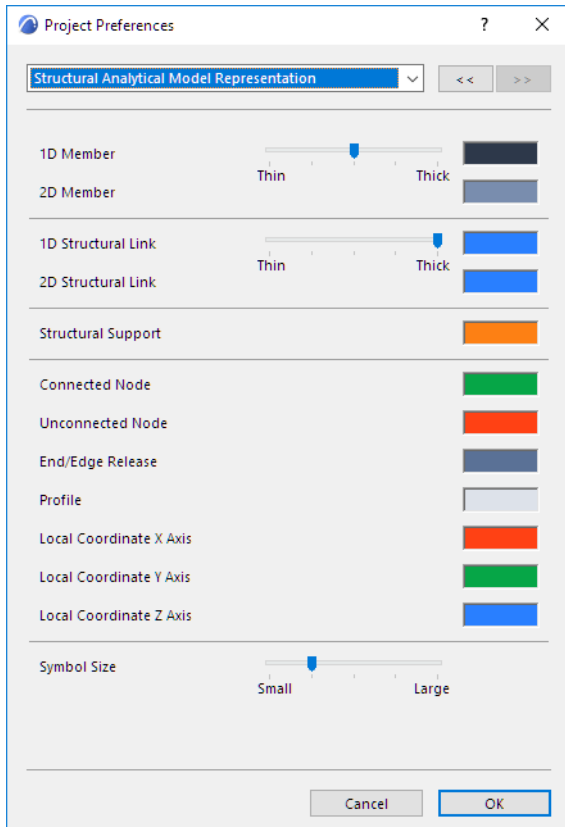 Project Preferences ?
Structural Analytical Model Representation << >>
1D Member
Thin Thick
2D Member
1D Structural Link
Thin Thick
2D Structural Link
Structural Support
Connected Node
Unconnected Node
End/Edge Release
Profile
Local Coordinate X Axis
Local Coordinate Y Axis
Local Coordinate Z Axis
Symbol Size
Small Large
Cancel OK